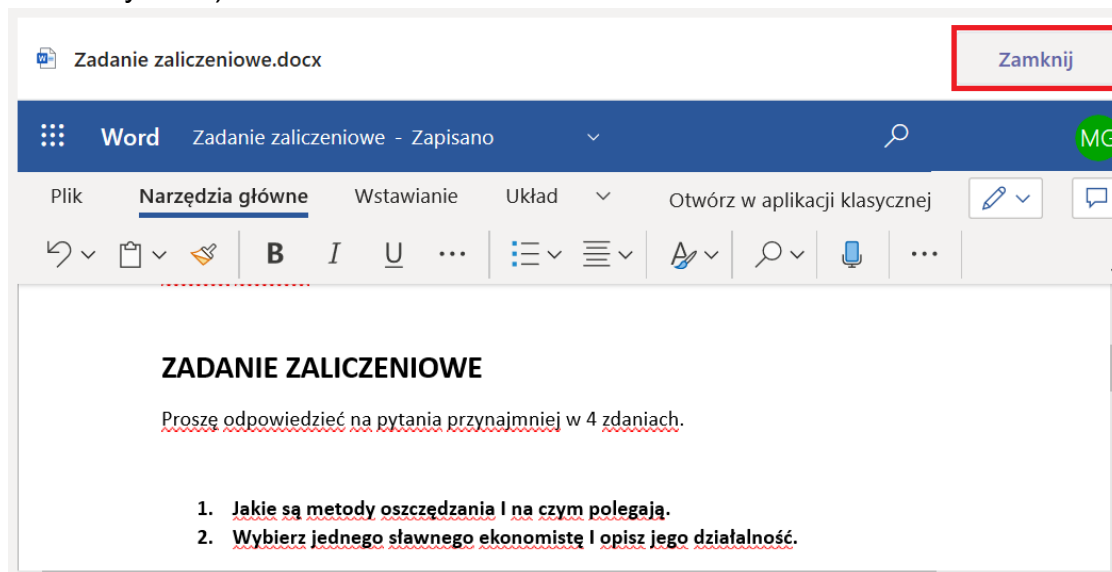 Zadanie zaliczeniowe.docx Zamknij
Word Zadanie zaliczeniowe - Zapisano MG
Plik Narzędzia główne Wstawianie Układ Otwórz w aplikacji klasycznej
B I U
ZADANIE ZALICZENIOWE
Proszę odpowiedzieć na pytania przynajmniej w 4 zdaniach.
1. Jakie są metody oszczędzania I na czym polegają.
2. Wybierz jednego sławnego ekonomistę I opisz jego działalność.